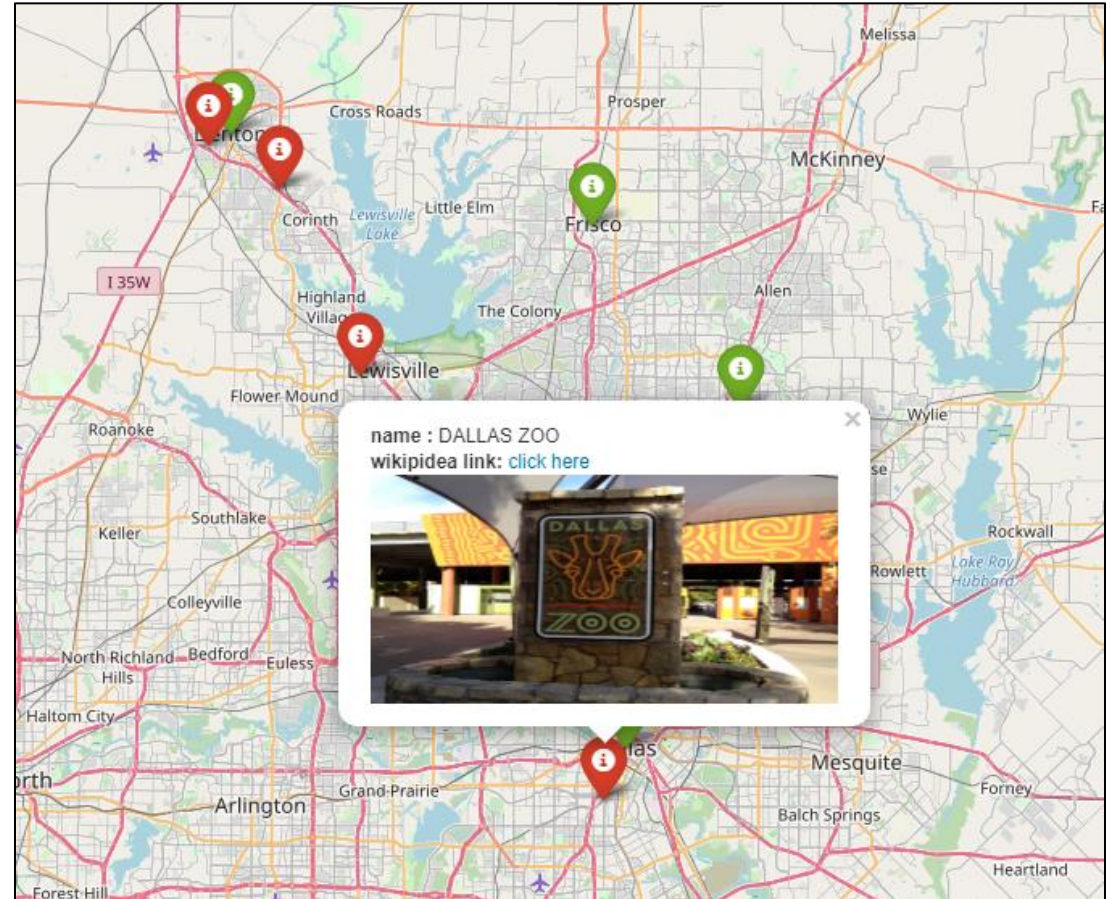 Melissa
Prosper
Cross Roads
McKinney
Little Elm
Corinth
Lewisville
Lake
Frisco
I 35W
Highland
Allen
The Colony
Lewisville
Flower Mound
Wylie
Roanoke
name : DALLAS ZOO
wikipidea link: click here
×
DALLAS
ZOO
Southlake
Keller
Rockwall
Lake Ray
Hubbard
Rowlett
Colleyville
North Richland
Hills
Bedford
Euless
Haltom City
las
Mesquite
orth
Grand Prairie
Arlington
Forney
Balch Springs
Heartland
Forest Hill